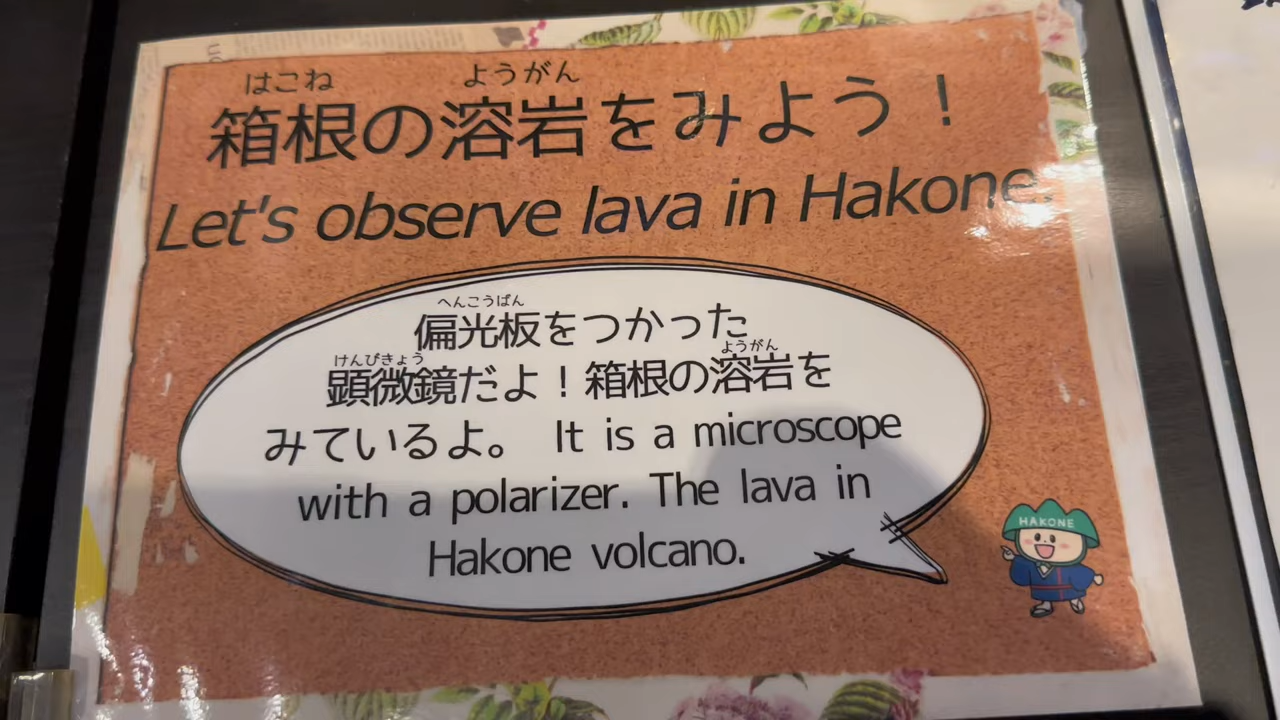 はこね ようがん
箱根の溶岩をみよう！
Let's observe lava in Hakone.
へんこうばん
偏光板をつかった
けんびきょう ようがん
顕微鏡だよ！箱根の溶岩を
みているよ。 It is a microscope
with a polarizer. The lava in
Hakone volcano.
HAKONE